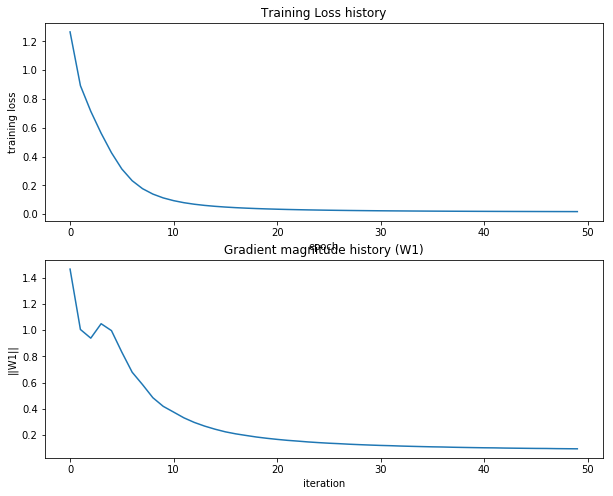 Training Loss history
training loss
1.2
1.0
0.8
0.6
0.4
0.2
0.0
0 10 20 30 40 50
epoch
Gradient magnitude history (W1)
||W1||
1.4
1.2
1.0
0.8
0.6
0.4
0.2
0 10 20 30 40 50
iteration